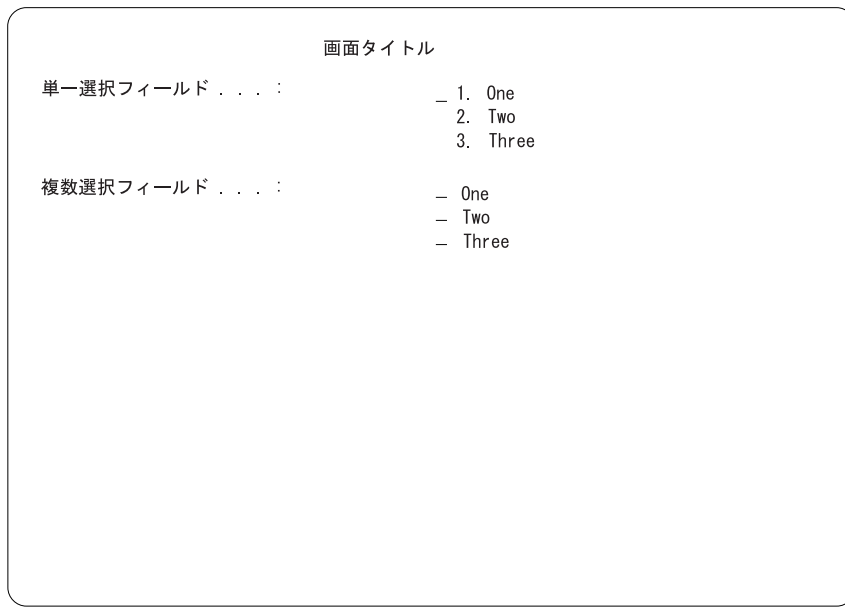 画面タイトル
単一選択フィールド . . . : _ 1. One
2. Two
3. Three
複数選択フィールド . . . : _ One
_ Two
_ Three